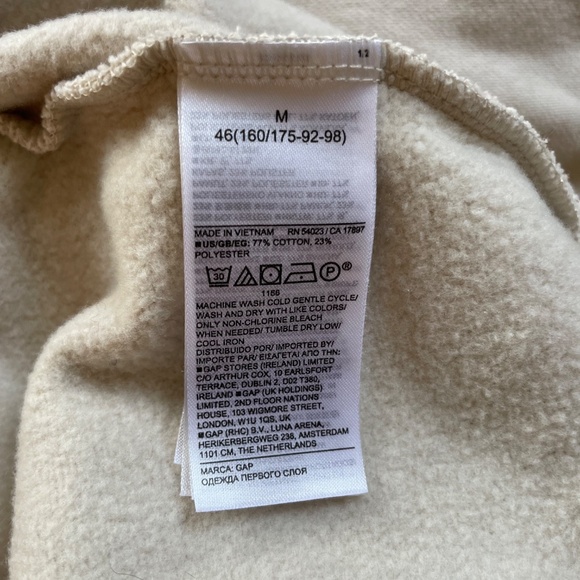 17
M
46(160/175-92-98)
MADE IN VIETNAM RN 54023 / CA 17897
■US/GB/EG: 77% COTTON, 23%
POLYESTER
30 P ®
1188
MACHINE WASH COLD GENTLE CYCLE/
WASH AND DRY WITH LIKE COLORS/
ONLY NON-CHLORINE BLEACH
WHEN NEEDED/ TUMBLE DRY LOW/
COOL IRON
DISTRIBUIDO POR/ IMPORTED BY/
IMPORTE PAR/ ΕΙΣΑΓΕΤΑΙ ΑΠΟ ΤΗΝ:
■GAP STORES (IRELAND) LIMITED
C/O ARTHUR COX, 10 EARLSFORT
TERRACE, DUBLIN 2, D02 T380,
IRELAND ■GAP (UK HOLDINGS)
LIMITED, 2ND FLOOR NATIONS
HOUSE, 103 WIGMORE STREET,
LONDON, W1U 1QS, UK
■GAP (RHC) B.V., LUNA ARENA,
HERIKERBERGWEG 238, AMSTERDAM
1101 CM, THE NETHERLANDS
MARCA: GAP
ОДЕЖДА ПЕРВОГО СЛОЯ